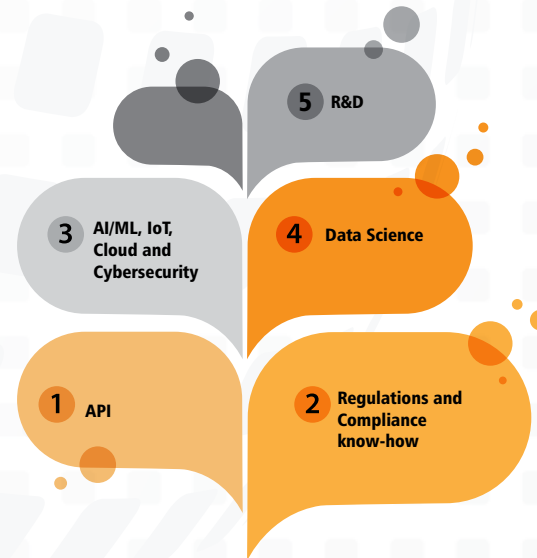 5 R&D
3 AI/ML, IoT,
Cloud and
Cybersecurity
4 Data Science
1 API
2 Regulations and
Compliance
know-how